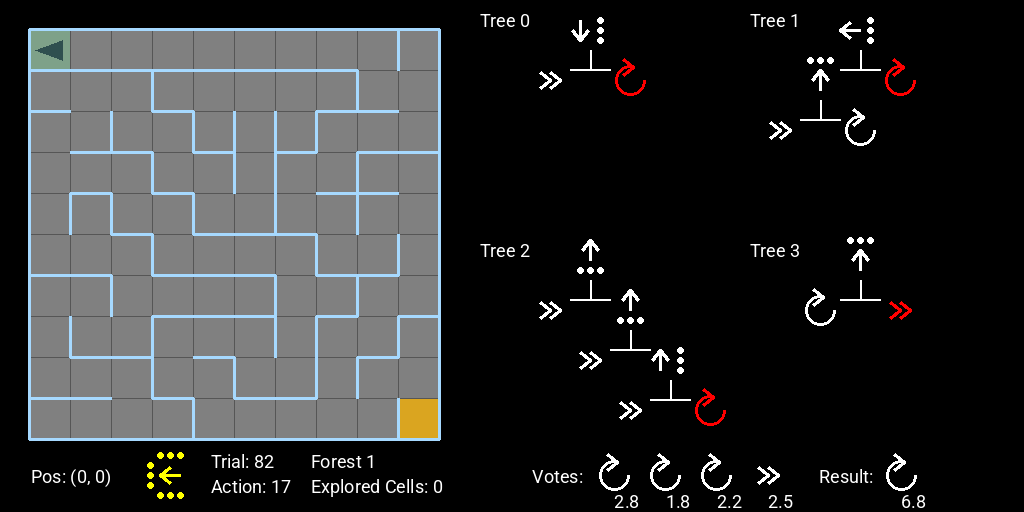 Tree 0
Tree 1
Tree 2
Tree 3
Pos: (0, 0)
Trial: 82
Forest 1
Action: 17
Explored Cells: 0
Votes:
2.8
1.8
2.2
2.5
Result:
6.8